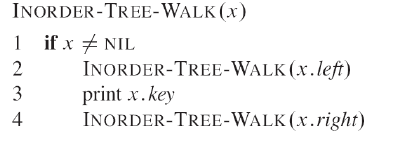 INORDER-TREE-WALK(x)
1 if x ≠ NIL
2 INORDER-TREE-WALK(x.left)
3 print x.key
4 INORDER-TREE-WALK(x.right)